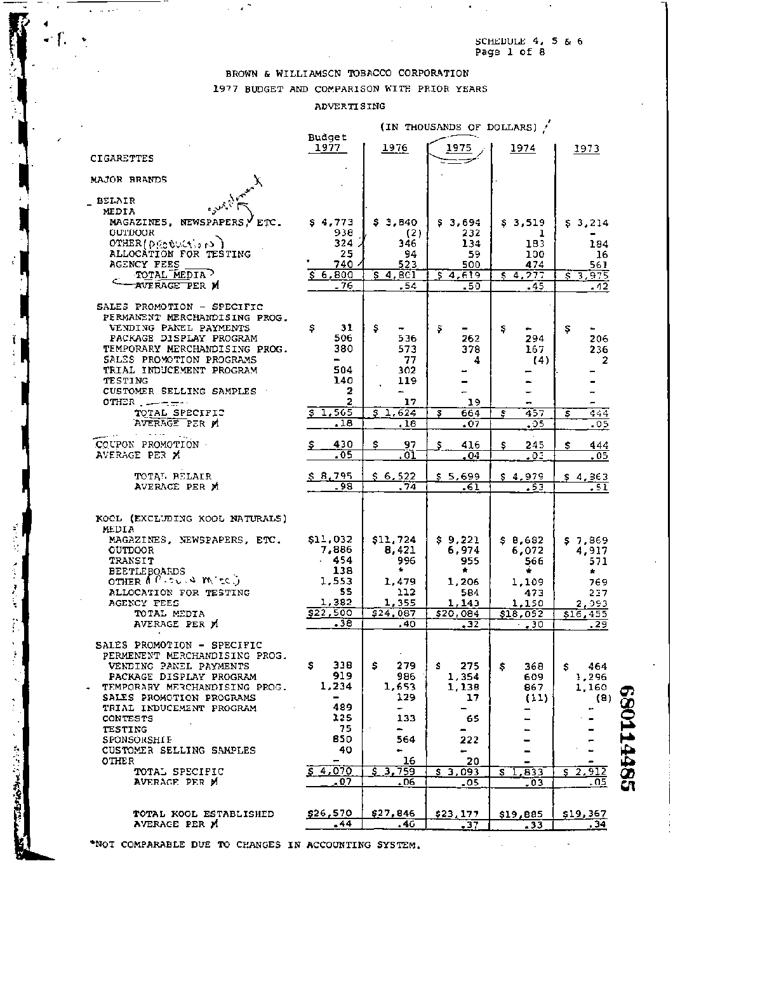 SCHEDULE 4, 5 & 6
Page 1 of 8
BROWN & WILLIAMSON TOBACCO CORPORATION
1977 BUDGET AND COMPARISON WITH PRIOR YEARS
ADVERTISING
(IN THOUSANDS OF DOLLARS)
Budget
1977 1976 1975 1974 1973
CIGARETTES
MAJOR BRANDS
BELAIR
MEDIA
MAGAZINES, NEWSPAPERS, ETC. $ 4,773 $ 3,840 $ 3,694 $ 3,519 $ 3,214
OUTDOOR 938 (2) 232 1 -
OTHER (production) 324 346 134 183 184
ALLOCATION FOR TESTING 25 94 59 100 16
AGENCY FEES 740 523 500 474 561
TOTAL MEDIA $ 6,800 $ 4,801 $ 4,619 $ 4,277 $ 3,975
AVERAGE PER M .76 .54 .50 .45 .42
SALES PROMOTION - SPECIFIC
PERMANENT MERCHANDISING PROG.
VENDING PANEL PAYMENTS $ 31 $ - $ - $ - $ -
PACKAGE DISPLAY PROGRAM 506 536 262 294 206
TEMPORARY MERCHANDISING PROG. 380 573 378 167 236
SALES PROMOTION PROGRAMS - 77 4 (4) 2
TRIAL INDUCEMENT PROGRAM 504 302 - - -
TESTING 140 119 - - -
CUSTOMER SELLING SAMPLES 2 - - - -
OTHER 2 17 19 - -
TOTAL SPECIFIC $ 1,565 $ 1,624 $ 664 $ 457 $ 444
AVERAGE PER M .18 .18 .07 .05 .05
COUPON PROMOTION $ 430 $ 97 $ 416 $ 245 $ 444
AVERAGE PER M .05 .01 .04 .03 .05
TOTAL BELAIR $ 8,795 $ 6,522 $ 5,699 $ 4,979 $ 4,863
AVERAGE PER M .98 .74 .61 .53 .51
KOOL (EXCLUDING KOOL NATURALS)
MEDIA
MAGAZINES, NEWSPAPERS, ETC. $11,032 $11,724 $ 9,221 $ 8,682 $ 7,869
OUTDOOR 7,886 8,421 6,974 6,072 4,917
TRANSIT 454 996 955 566 571
BEETLEBOARDS 138 * * * *
OTHER 1,553 1,479 1,206 1,109 769
ALLOCATION FOR TESTING 55 112 584 473 237
AGENCY FEES 1,382 1,355 1,143 1,150 2,093
TOTAL MEDIA $22,500 $24,087 $20,084 $18,052 $16,455
AVERAGE PER M .38 .40 .32 .30 .29
SALES PROMOTION - SPECIFIC
PERMENENT MERCHANDISING PROG.
VENDING PANEL PAYMENTS $ 338 $ 279 $ 275 $ 368 $ 464
PACKAGE DISPLAY PROGRAM 919 986 1,354 609 1,296
TEMPORARY MERCHANDISING PROG. 1,234 1,653 1,138 867 1,160
SALES PROMOTION PROGRAMS - 129 17 (11) (8)
TRIAL INDUCEMENT PROGRAM 489 - - - -
CONTESTS 125 133 65 - -
TESTING 75 - - - -
SPONSORSHIP 850 564 222 - -
CUSTOMER SELLING SAMPLES 40 - - - -
OTHER - 16 20 - -
TOTAL SPECIFIC $ 4,070 $ 3,759 $ 3,093 $ 1,833 $ 2,912
AVERAGE PER M .07 .06 .05 .03 .05
TOTAL KOOL ESTABLISHED $26,570 $27,846 $23,177 $19,885 $19,367
AVERAGE PER M .44 .46 .37 .33 .34
*NOT COMPARABLE DUE TO CHANGES IN ACCOUNTING SYSTEM.
680114485